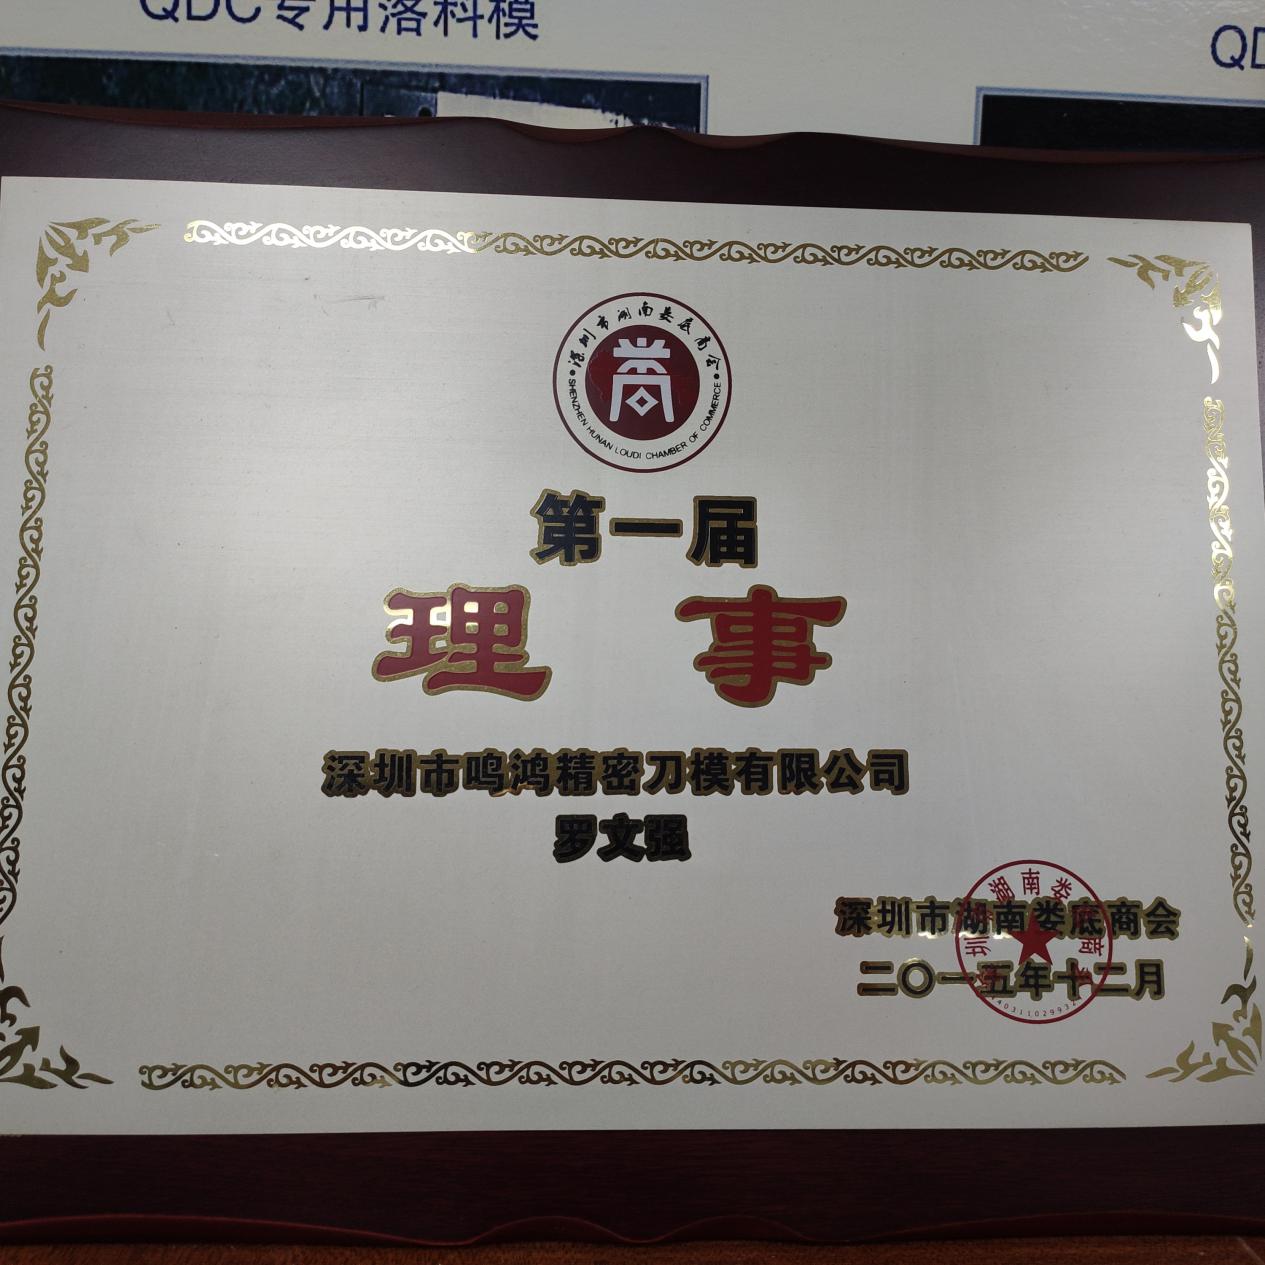 QDC专用落料模
QD
深圳市湖南娄底商会
SHENZHEN HUNAN LOUDI CHAMBER OF COMMERCE
商
第一届
理事
深圳市鸣鸿精密刀模有限公司
罗文强
深圳市湖南娄底商会
二〇一五年十二月